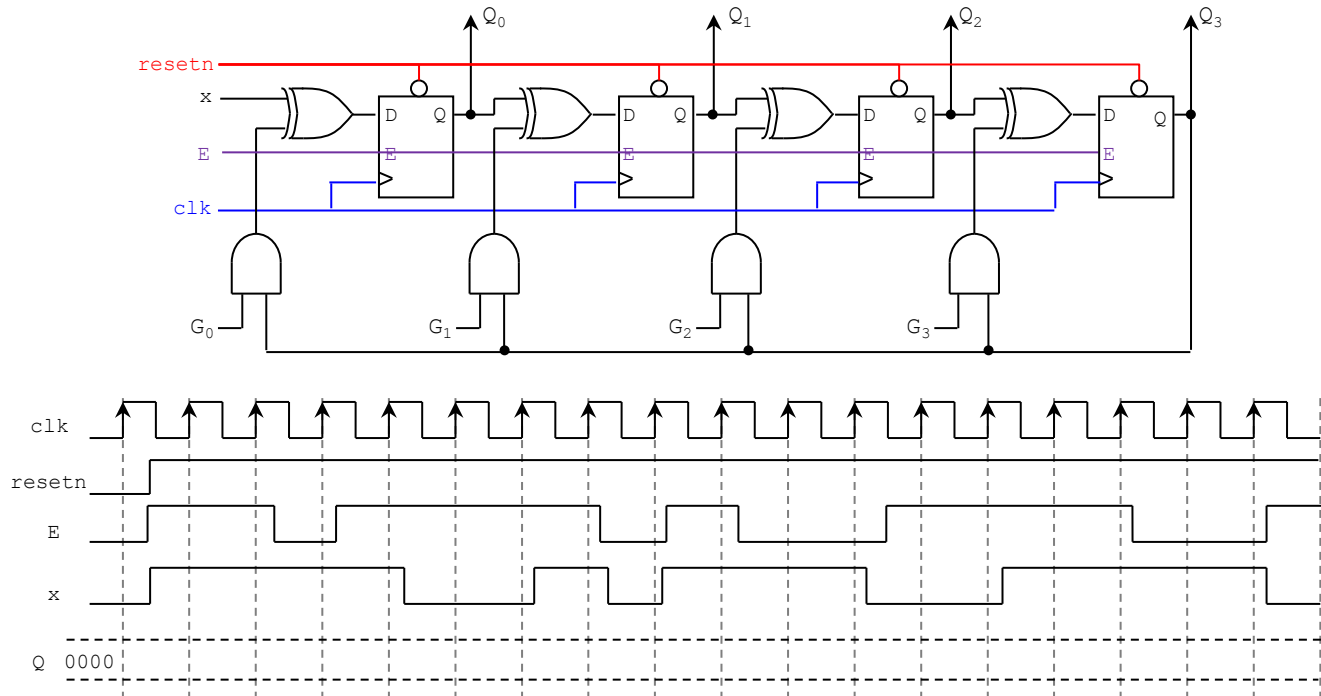 Q0 Q1 Q2 Q3
resetn
x
D Q D Q D Q D Q
E E E E E
clk
G0 G1 G2 G3
clk
resetn
E
x
Q 0000